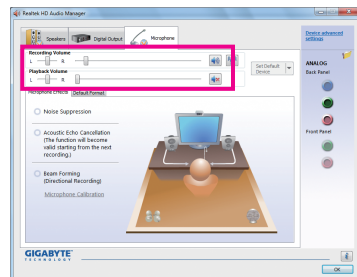 Realtek HD Audio Manager
Speakers
Digital Output
Microphone
Device advanced
settings
Recording Volume
L R
Set Default
Device
ANALOG
Back Panel
Playback Volume
L R
Microphone Effects Default Format
Noise Suppression
Acoustic Echo Cancellation
(The function will become
valid starting from the next
recording.)
Front Panel
Beam Forming
(Directional Recording)
Microphone Calibration
GIGABYTE™
TECHNOLOGY
OK